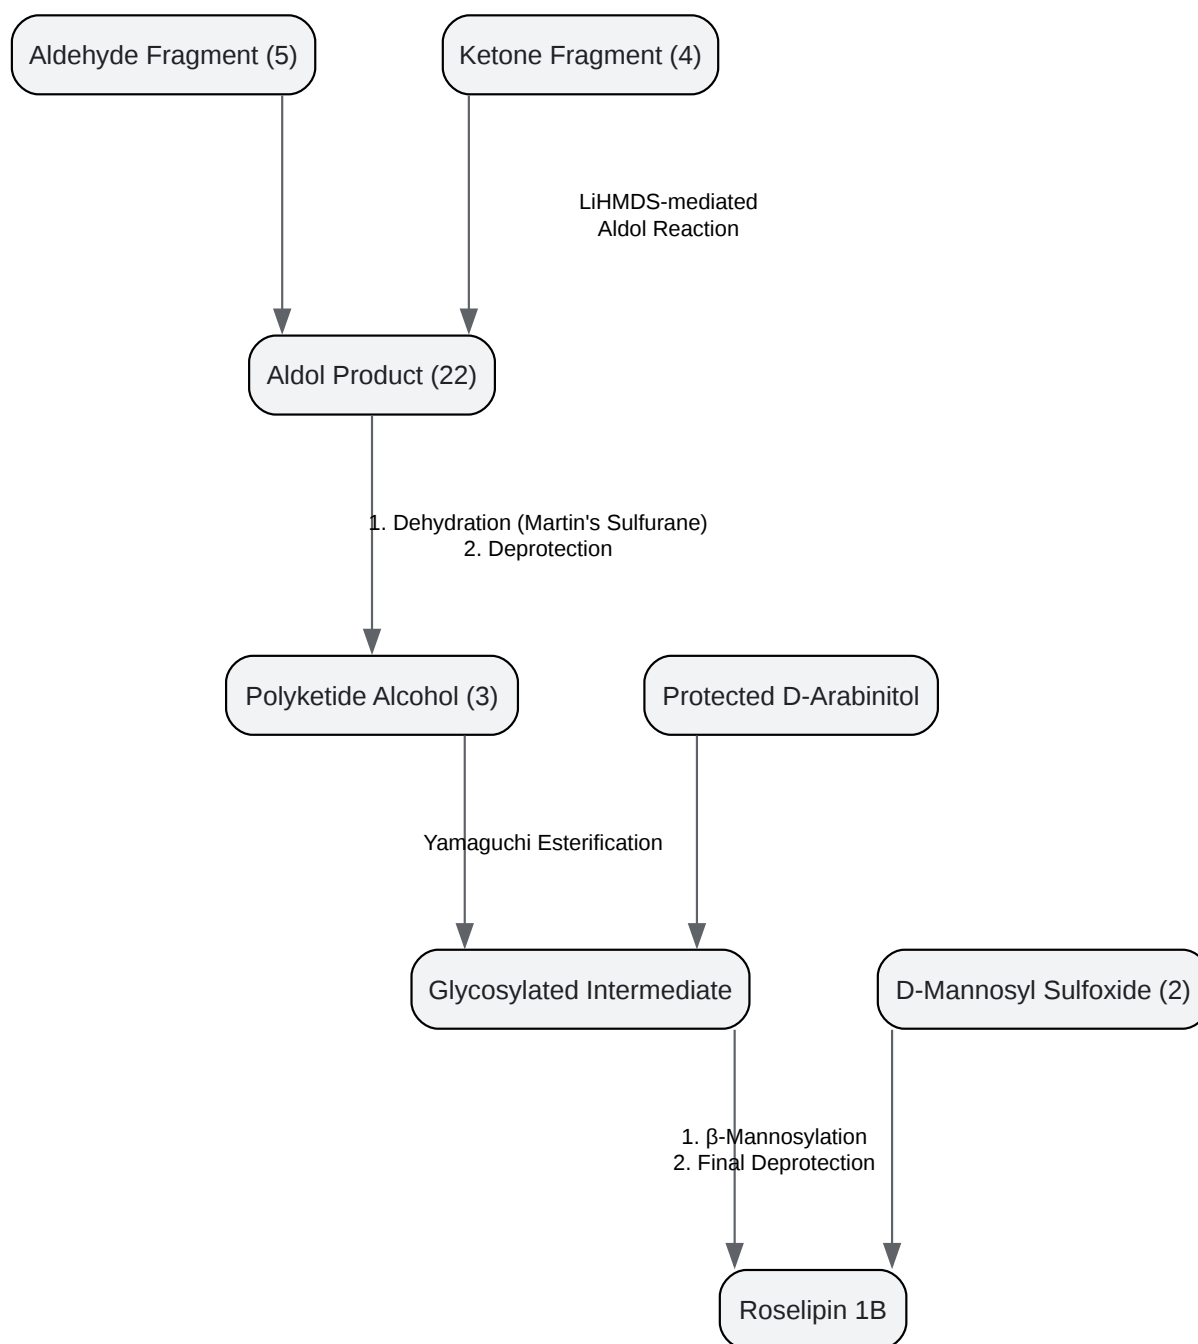 Aldehyde Fragment (5)
Ketone Fragment (4)
LiHMDS-mediated
Aldol Reaction
Aldol Product (22)
1. Dehydration (Martin's Sulfurane)
2. Deprotection
Polyketide Alcohol (3)
Protected D-Arabinitol
Yamaguchi Esterification
Glycosylated Intermediate
D-Mannosyl Sulfoxide (2)
1. β-Mannosylation
2. Final Deprotection
Roselipin 1B